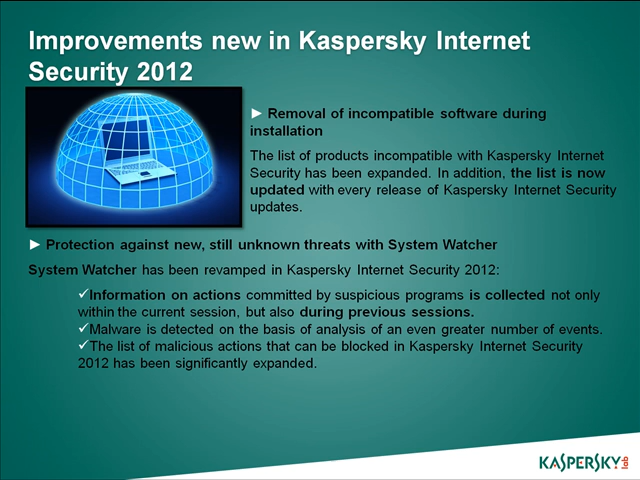 Improvements new in Kaspersky Internet
Security 2012
► Removal of incompatible software during
installation
The list of products incompatible with Kaspersky Internet
Security has been expanded. In addition, the list is now
updated with every release of Kaspersky Internet Security
updates.
► Protection against new, still unknown threats with System Watcher
System Watcher has been revamped in Kaspersky Internet Security 2012:
✓Information on actions committed by suspicious programs is collected not only
within the current session, but also during previous sessions.
✓Malware is detected on the basis of analysis of an even greater number of events.
✓The list of malicious actions that can be blocked in Kaspersky Internet Security
2012 has been significantly expanded.
KASPERSKY lab